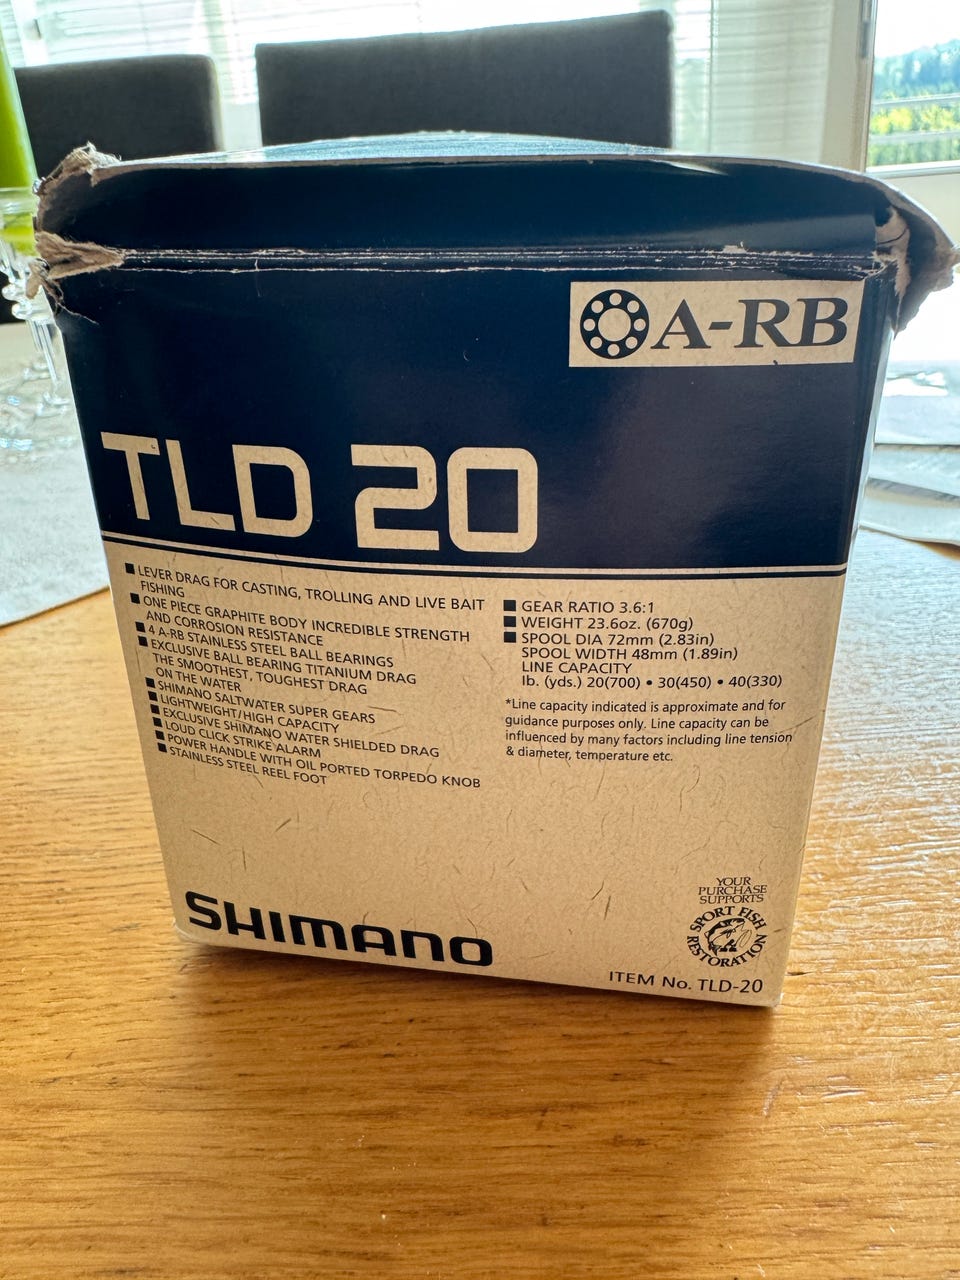 A-RB
TLD 20
■ LEVER DRAG FOR CASTING, TROLLING AND LIVE BAIT
FISHING
■ ONE PIECE GRAPHITE BODY INCREDIBLE STRENGTH
AND CORROSION RESISTANCE
■ 4 A-RB STAINLESS STEEL BALL BEARINGS
■ EXCLUSIVE BALL BEARING TITANIUM DRAG
THE SMOOTHEST, TOUGHEST DRAG
ON THE WATER
■ SHIMANO SALTWATER SUPER GEARS
■ LIGHTWEIGHT/HIGH CAPACITY
■ EXCLUSIVE SHIMANO WATER SHIELDED DRAG
■ LOUD CLICK STRIKE ALARM
■ POWER HANDLE WITH OIL PORTED TORPEDO KNOB
■ STAINLESS STEEL REEL FOOT
■ GEAR RATIO 3.6:1
■ WEIGHT 23.6oz. (670g)
■ SPOOL DIA 72mm (2.83in)
SPOOL WIDTH 48mm (1.89in)
LINE CAPACITY
lb. (yds.) 20(700) • 30(450) • 40(330)
*Line capacity indicated is approximate and for
guidance purposes only. Line capacity can be
influenced by many factors including line tension
& diameter, temperature etc.
SHIMANO
YOUR
PURCHASE
SUPPORTS
SPORT FISH
RESTORATION
ITEM No. TLD-20